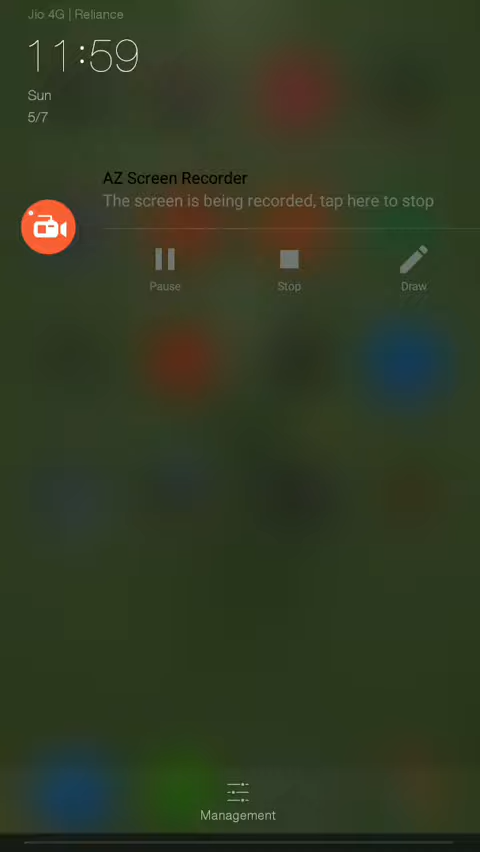 Jio 4G | Reliance
11:59
Sun
5/7
AZ Screen Recorder
The screen is being recorded, tap here to stop
Pause
Stop
Draw
Management